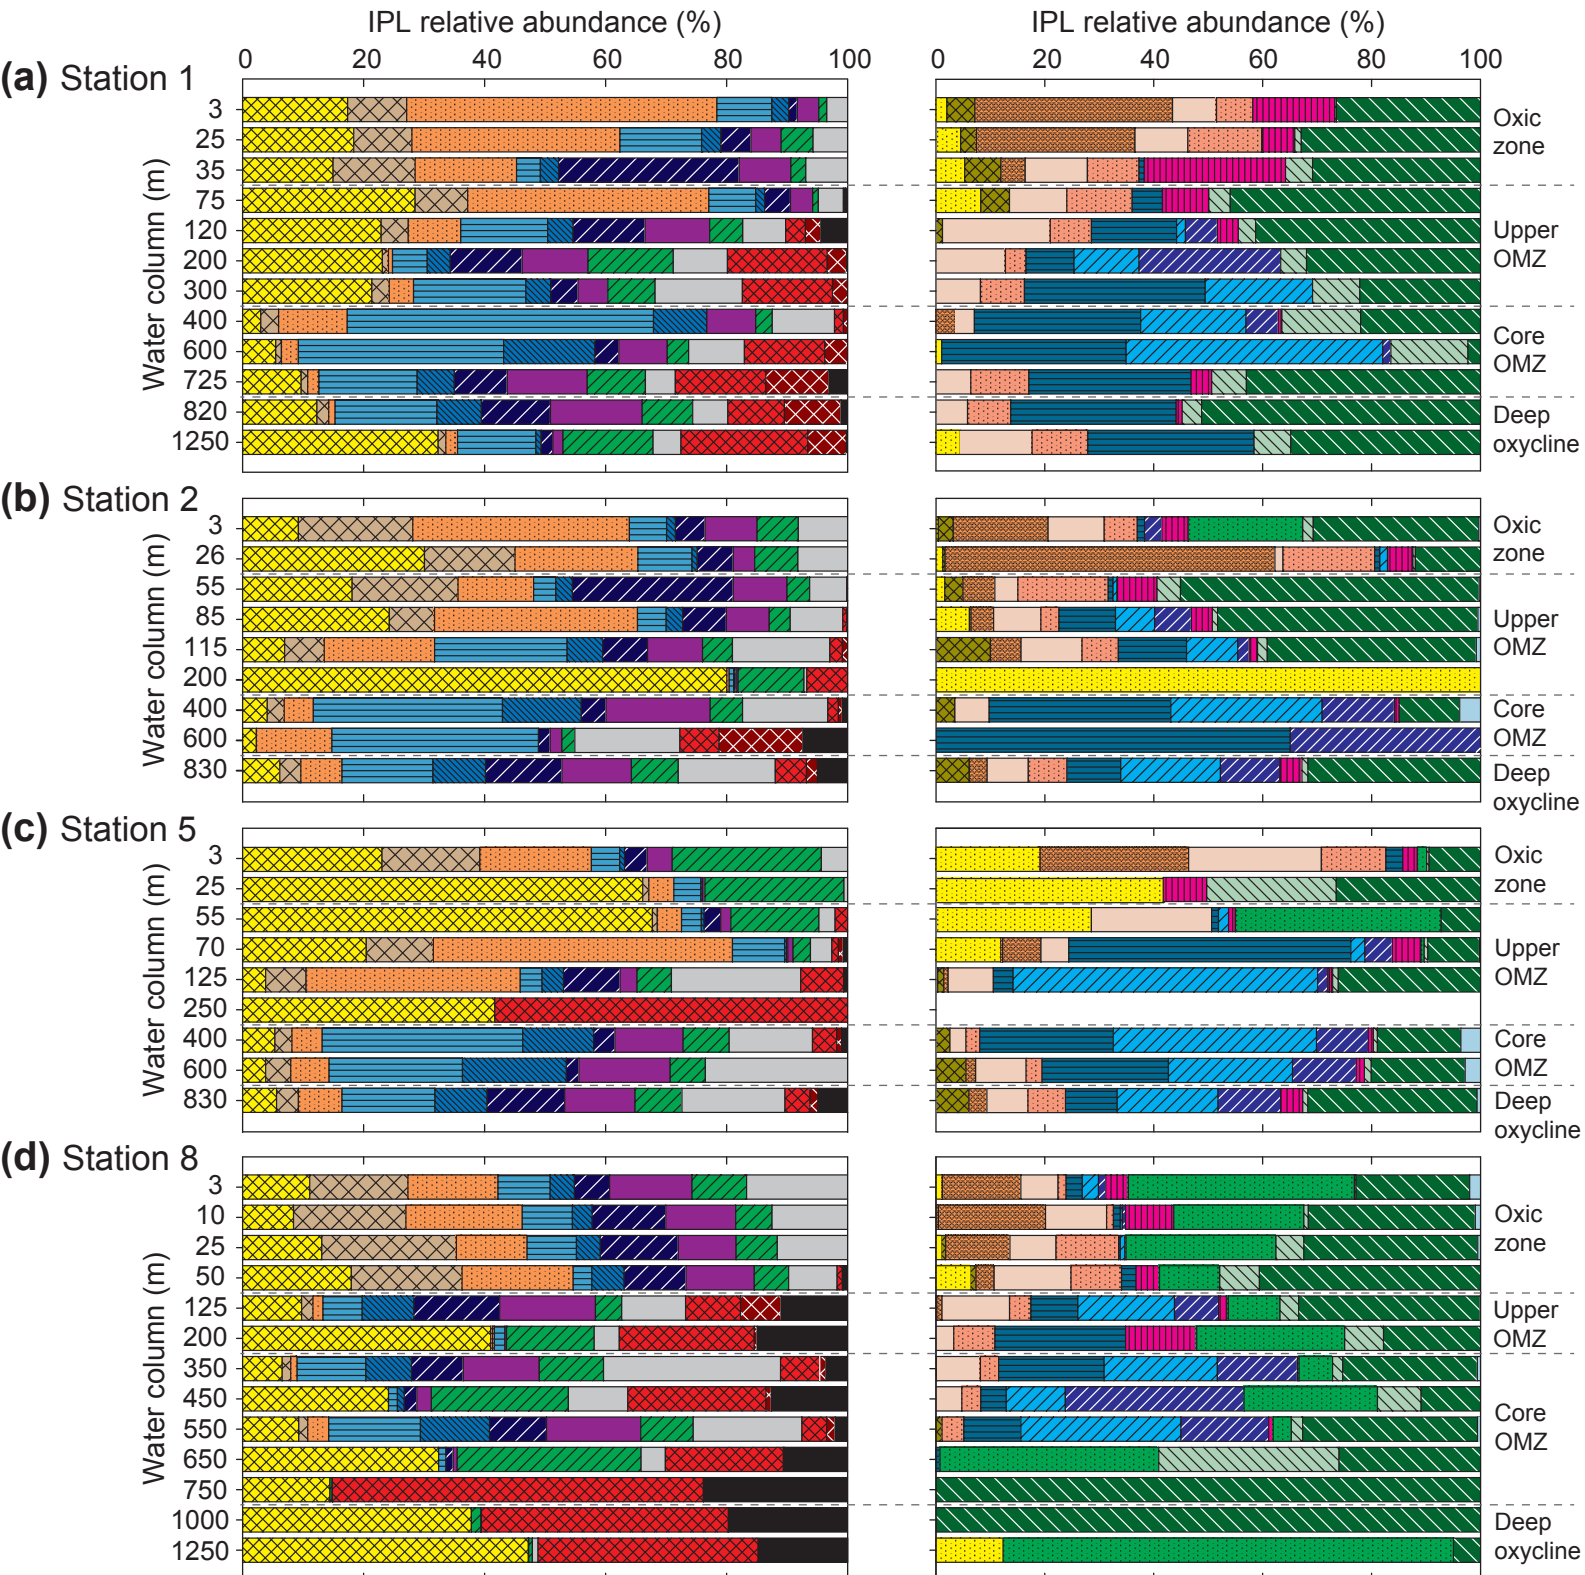 IPL relative abundance (%) IPL relative abundance (%)
0 20 40 60 80 100 0 20 40 60 80 100
(a) Station 1
Water column (m)
3
25
35
75
120
200
300
400
600
725
820
1250
Oxic
zone
Upper
OMZ
Core
OMZ
Deep
oxycline
(b) Station 2
Water column (m)
3
26
55
85
115
200
400
600
830
Oxic
zone
Upper
OMZ
Core
OMZ
Deep
oxycline
(c) Station 5
Water column (m)
3
25
55
70
125
250
400
600
830
Oxic
zone
Upper
OMZ
Core
OMZ
Deep
oxycline
(d) Station 8
Water column (m)
3
10
25
50
125
200
350
450
550
650
750
1000
1250
Oxic
zone
Upper
OMZ
Core
OMZ
Deep
oxycline